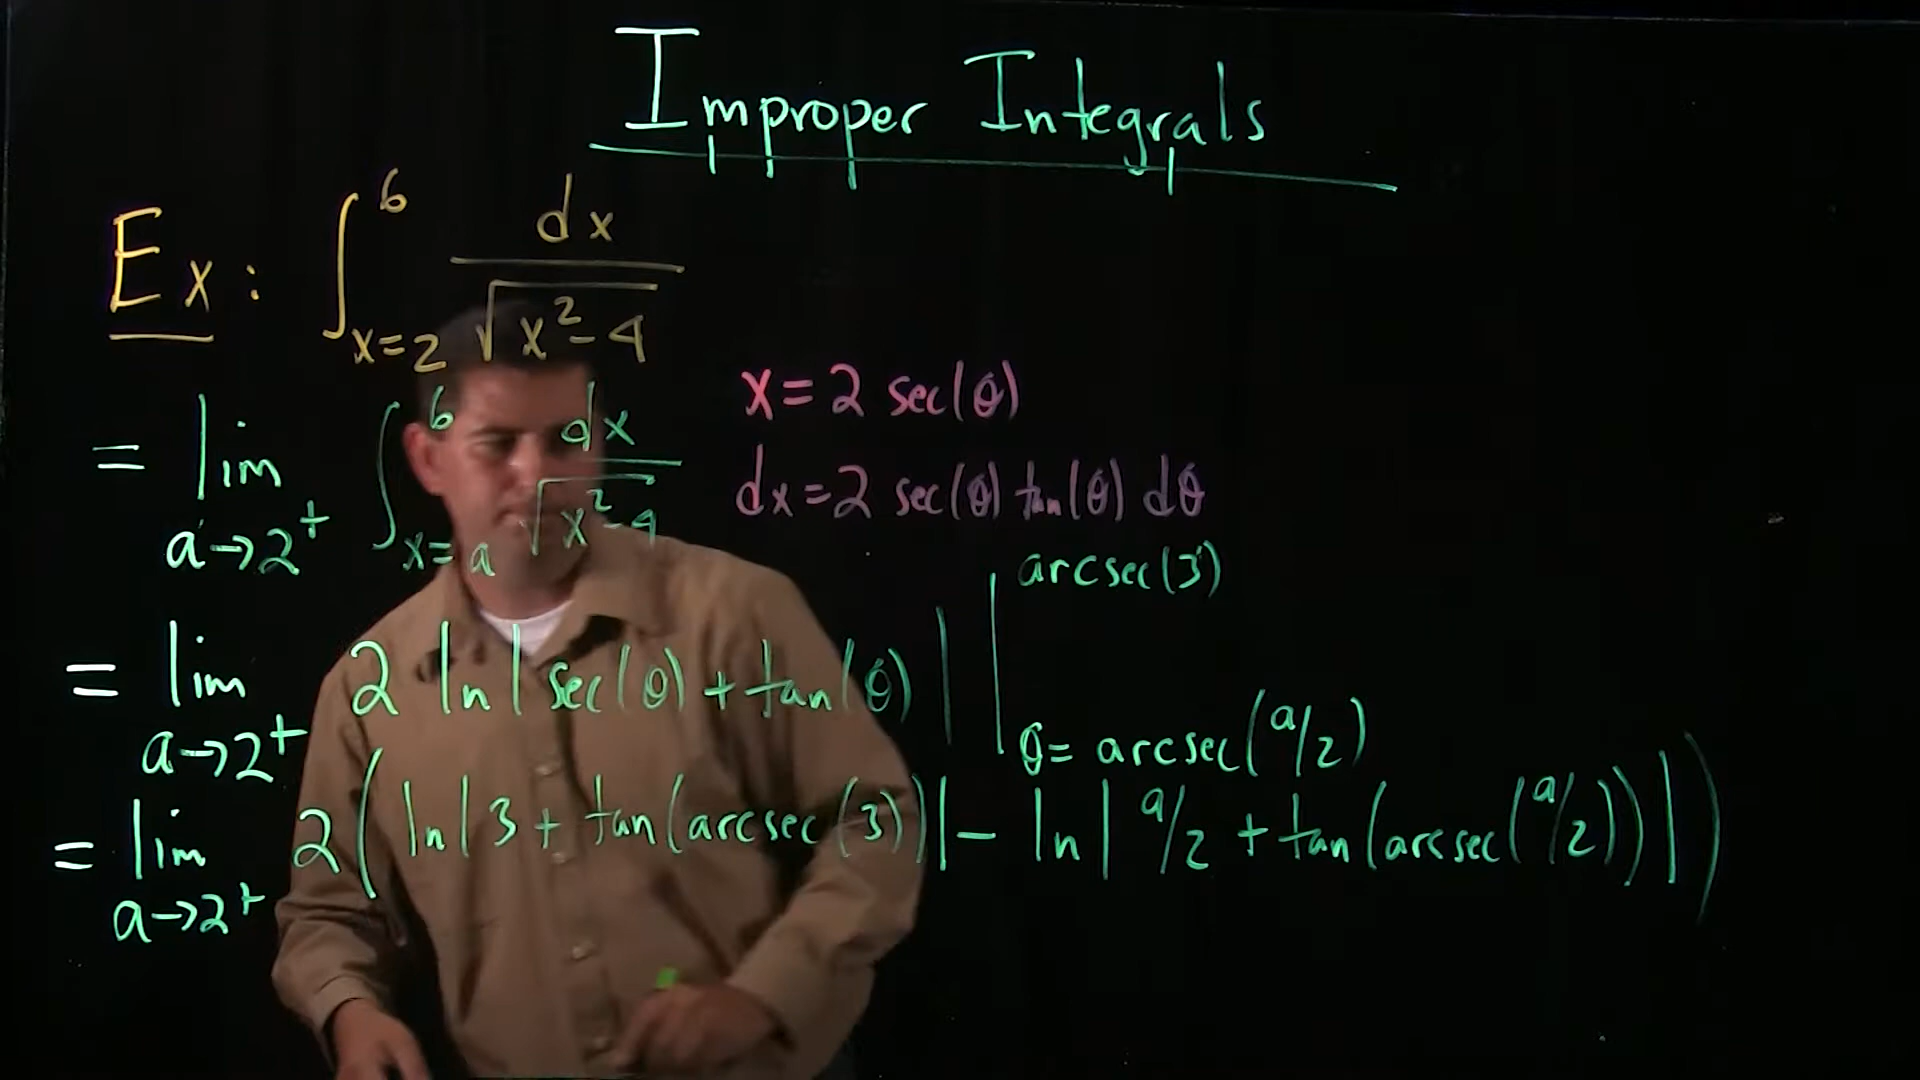 Improper Integrals
Ex: ∫_{x=2}^{6} dx / √(x²-4)
= lim_{a→2⁺} ∫_{x=a}^{6} dx / √(x²-4)
x = 2 sec(θ)
dx = 2 sec(θ) tan(θ) dθ
= lim_{a→2⁺} 2 ln|sec(θ) + tan(θ)| |_{θ= arcsec(a/2)}^{arcsec(3)}
= lim_{a→2⁺} 2( ln|3 + tan(arcsec(3))| - ln|a/2 + tan(arcsec(a/2))| )